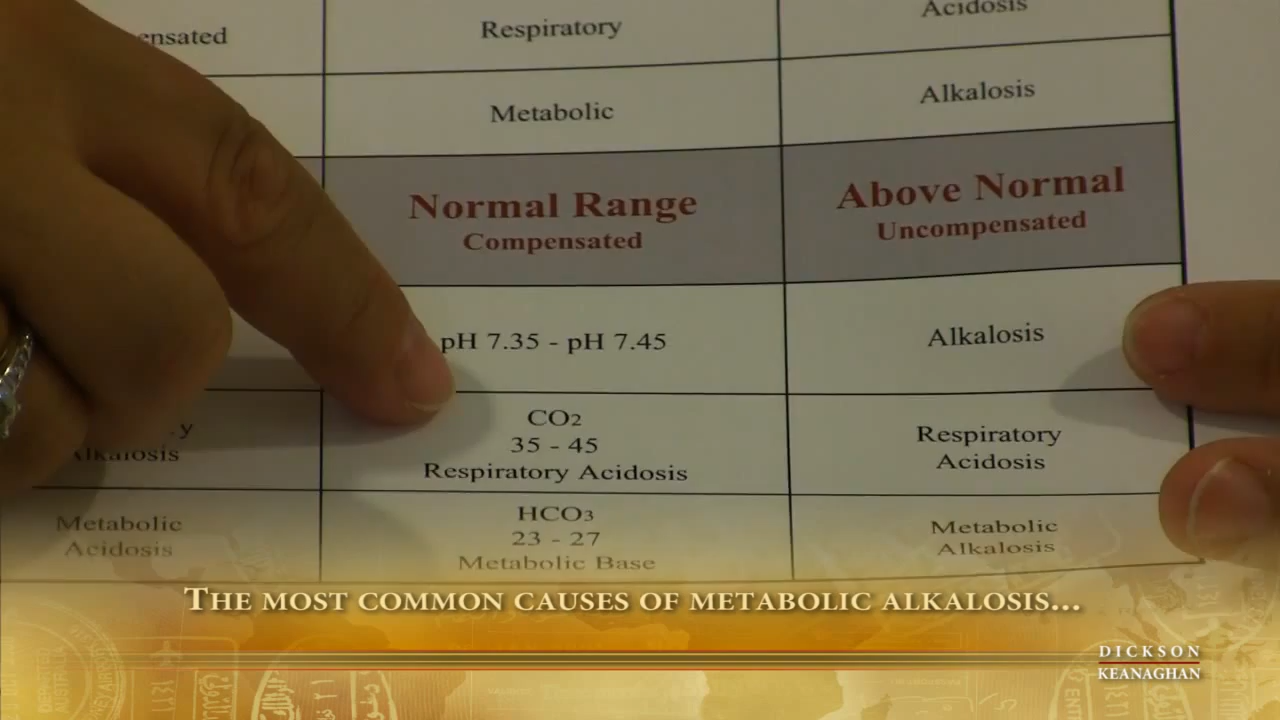 Respiratory
Acidosis
Metabolic
Alkalosis
Normal Range
Compensated
Above Normal
Uncompensated
pH 7.35 - pH 7.45
Alkalosis
Alkalosis
CO2
35 - 45
Respiratory Acidosis
Respiratory
Acidosis
Metabolic
Acidosis
HCO3
23 - 27
Metabolic Base
Metabolic
Alkalosis
THE MOST COMMON CAUSES OF METABOLIC ALKALOSIS...
DICKSON
KEANAGHAN